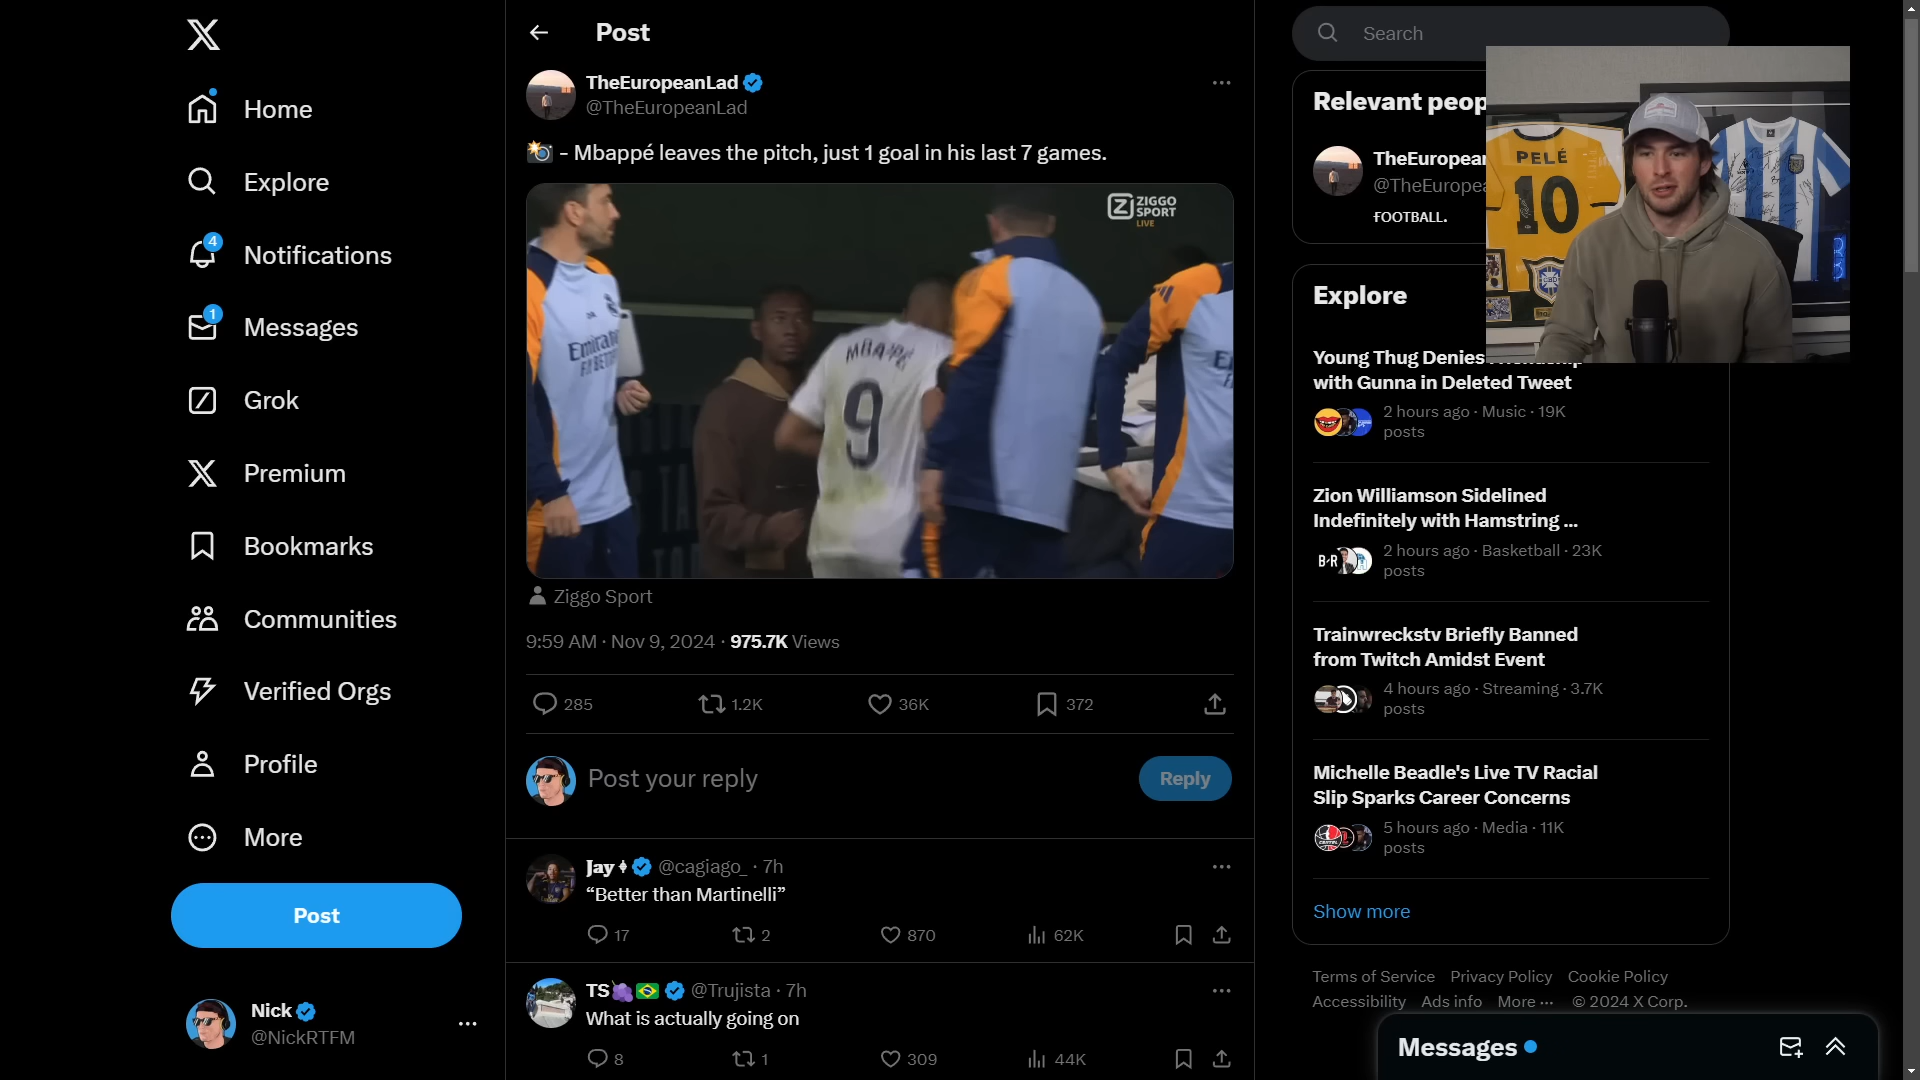 Home
Explore
4
Notifications
1
Messages
Grok
Premium
Bookmarks
Communities
Verified Orgs
Profile
More
Post
Nick
@NickRTFM
Post
TheEuropeanLad
@TheEuropeanLad
- Mbappé leaves the pitch, just 1 goal in his last 7 games.
ZIGGO
SPORT
LIVE
MBAPPÉ
9
Ziggo Sport
9:59 AM · Nov 9, 2024 · 975.7K Views
285
1.2K
36K
372
Post your reply
Reply
Jay @cagiago_ · 7h
“Better than Martinelli”
17
2
870
62K
TS @Trujista · 7h
What is actually going on
8
1
309
44K
Search
Relevant
TheEuropea
@TheEurope
FOOTBALL.
PELÉ
10
Explore
Young Thug Denies
with Gunna in Deleted Tweet
2 hours ago · Music · 19K
posts
Zion Williamson Sidelined
Indefinitely with Hamstring ...
B/R
2 hours ago · Basketball · 23K
posts
Trainwreckstv Briefly Banned
from Twitch Amidst Event
4 hours ago · Streaming · 3.7K
posts
Michelle Beadle's Live TV Racial
Slip Sparks Career Concerns
5 hours ago · Media · 11K
posts
Show more
Terms of Service Privacy Policy Cookie Policy
Accessibility Ads info More ··· © 2024 X Corp.
Messages